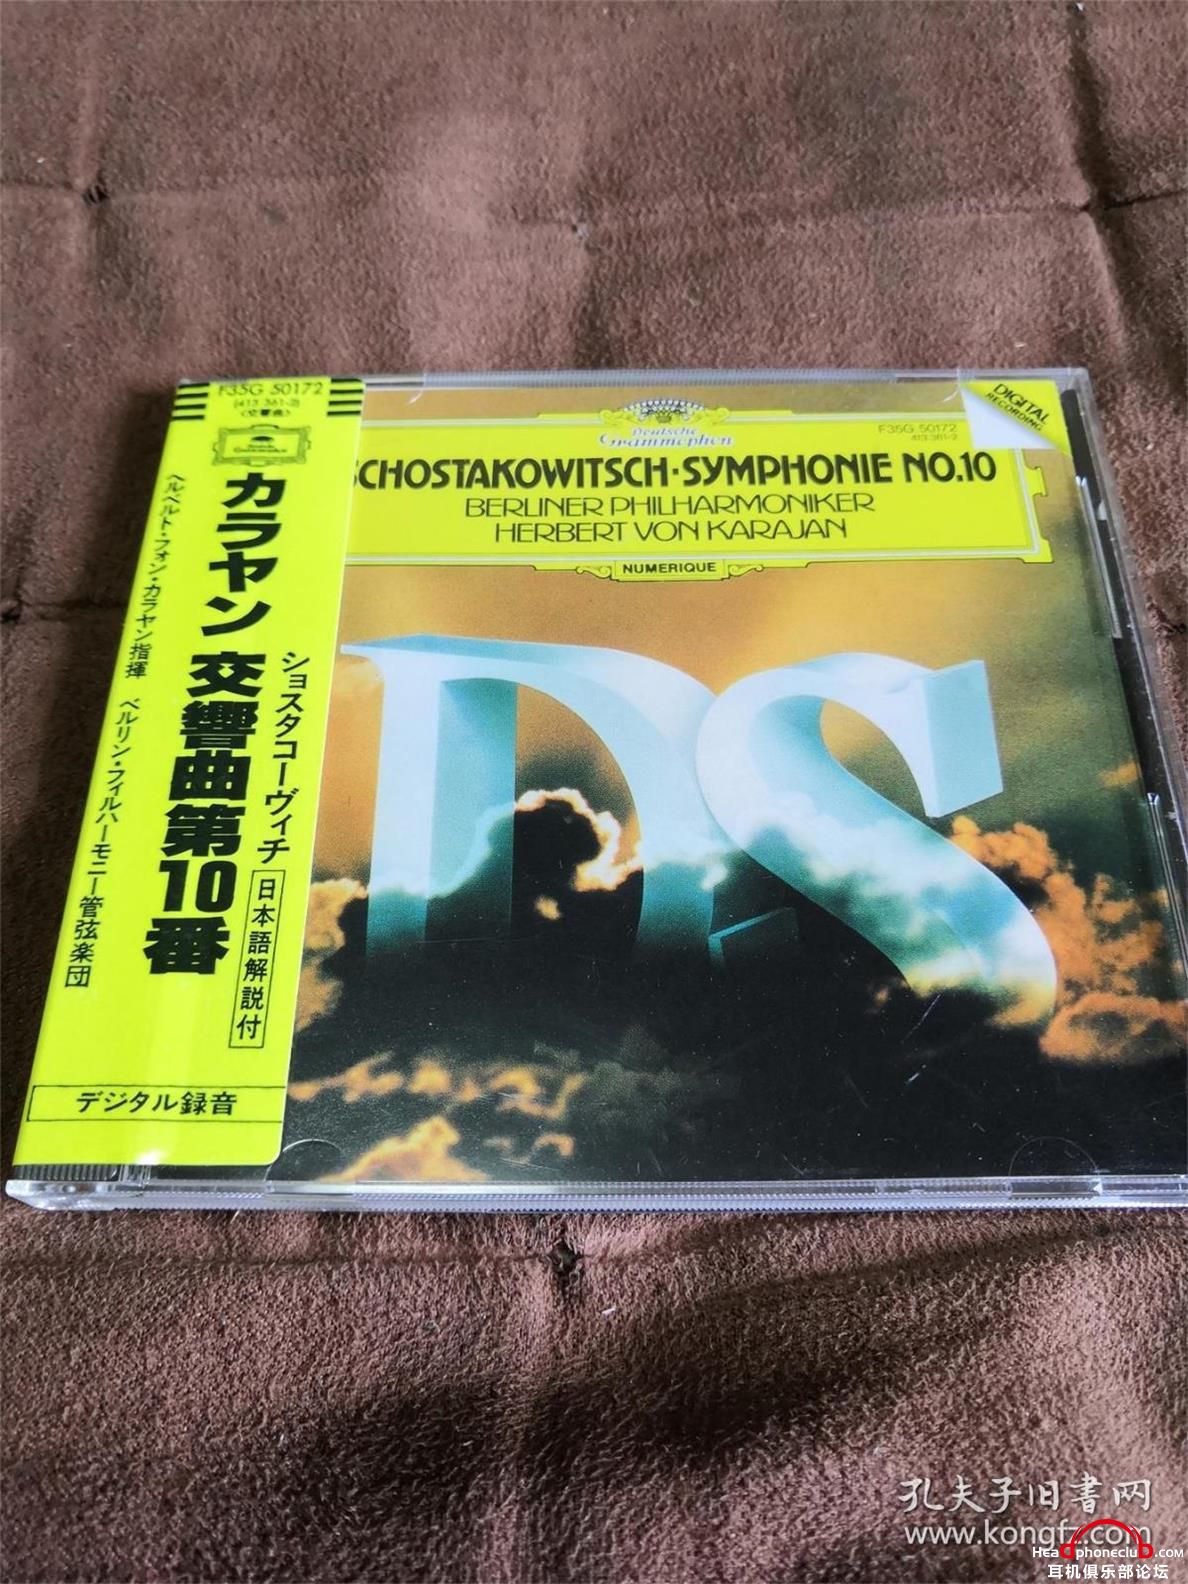 F35G 50172
(413 361-2)
〈交響曲〉
カラヤン 交響曲第10番
ショスタコーヴィチ
日本語解説付
ヘルベルト・フォン・カラヤン指揮 ベルリン・フィルハーモニー管弦楽団
デジタル録音
Deutsche
Grammophon
F35G 50172
413 361-2
DIGITAL
RECORDING
SCHOSTAKOWITSCH·SYMPHONIE NO.10
BERLINER PHILHARMONIKER
HERBERT VON KARAJAN
NUMERIQUE
DS
孔夫子旧书网
www.kongfz.com
Headphoneclub.com
耳机俱乐部论坛